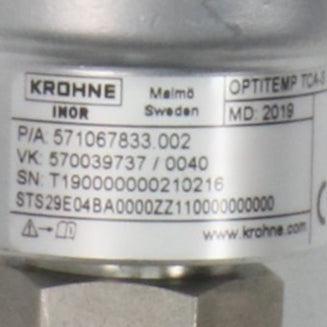 KROHNE Malmö OPTITEMP TCA-S
INOR Sweden MD: 2019
P/A: 571067833.002
VK: 570039737 / 0040
SN: T190000000210216
STS29E04BA0000ZZ110000000000
www.krohne.com